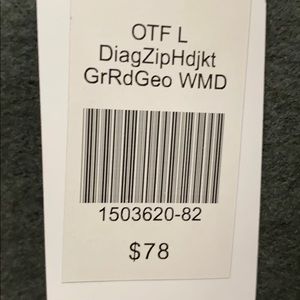 OTF L
DiagZipHdjkt
GrRdGeo WMD
1503620-82
$78